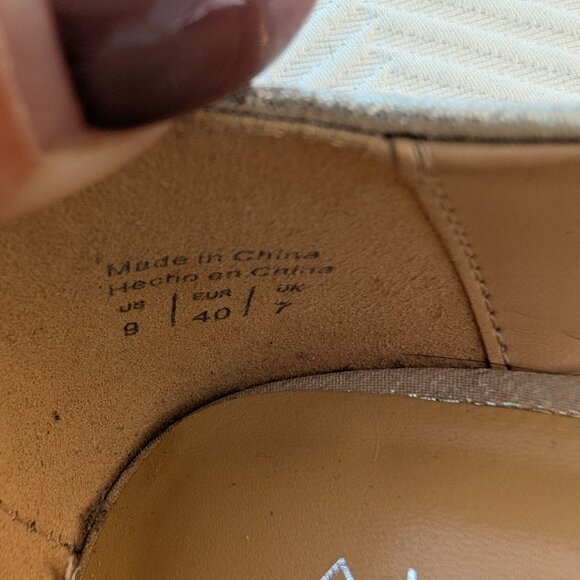 Made in China
Hecho en China
US | EUR | UK
9 | 40 | 7